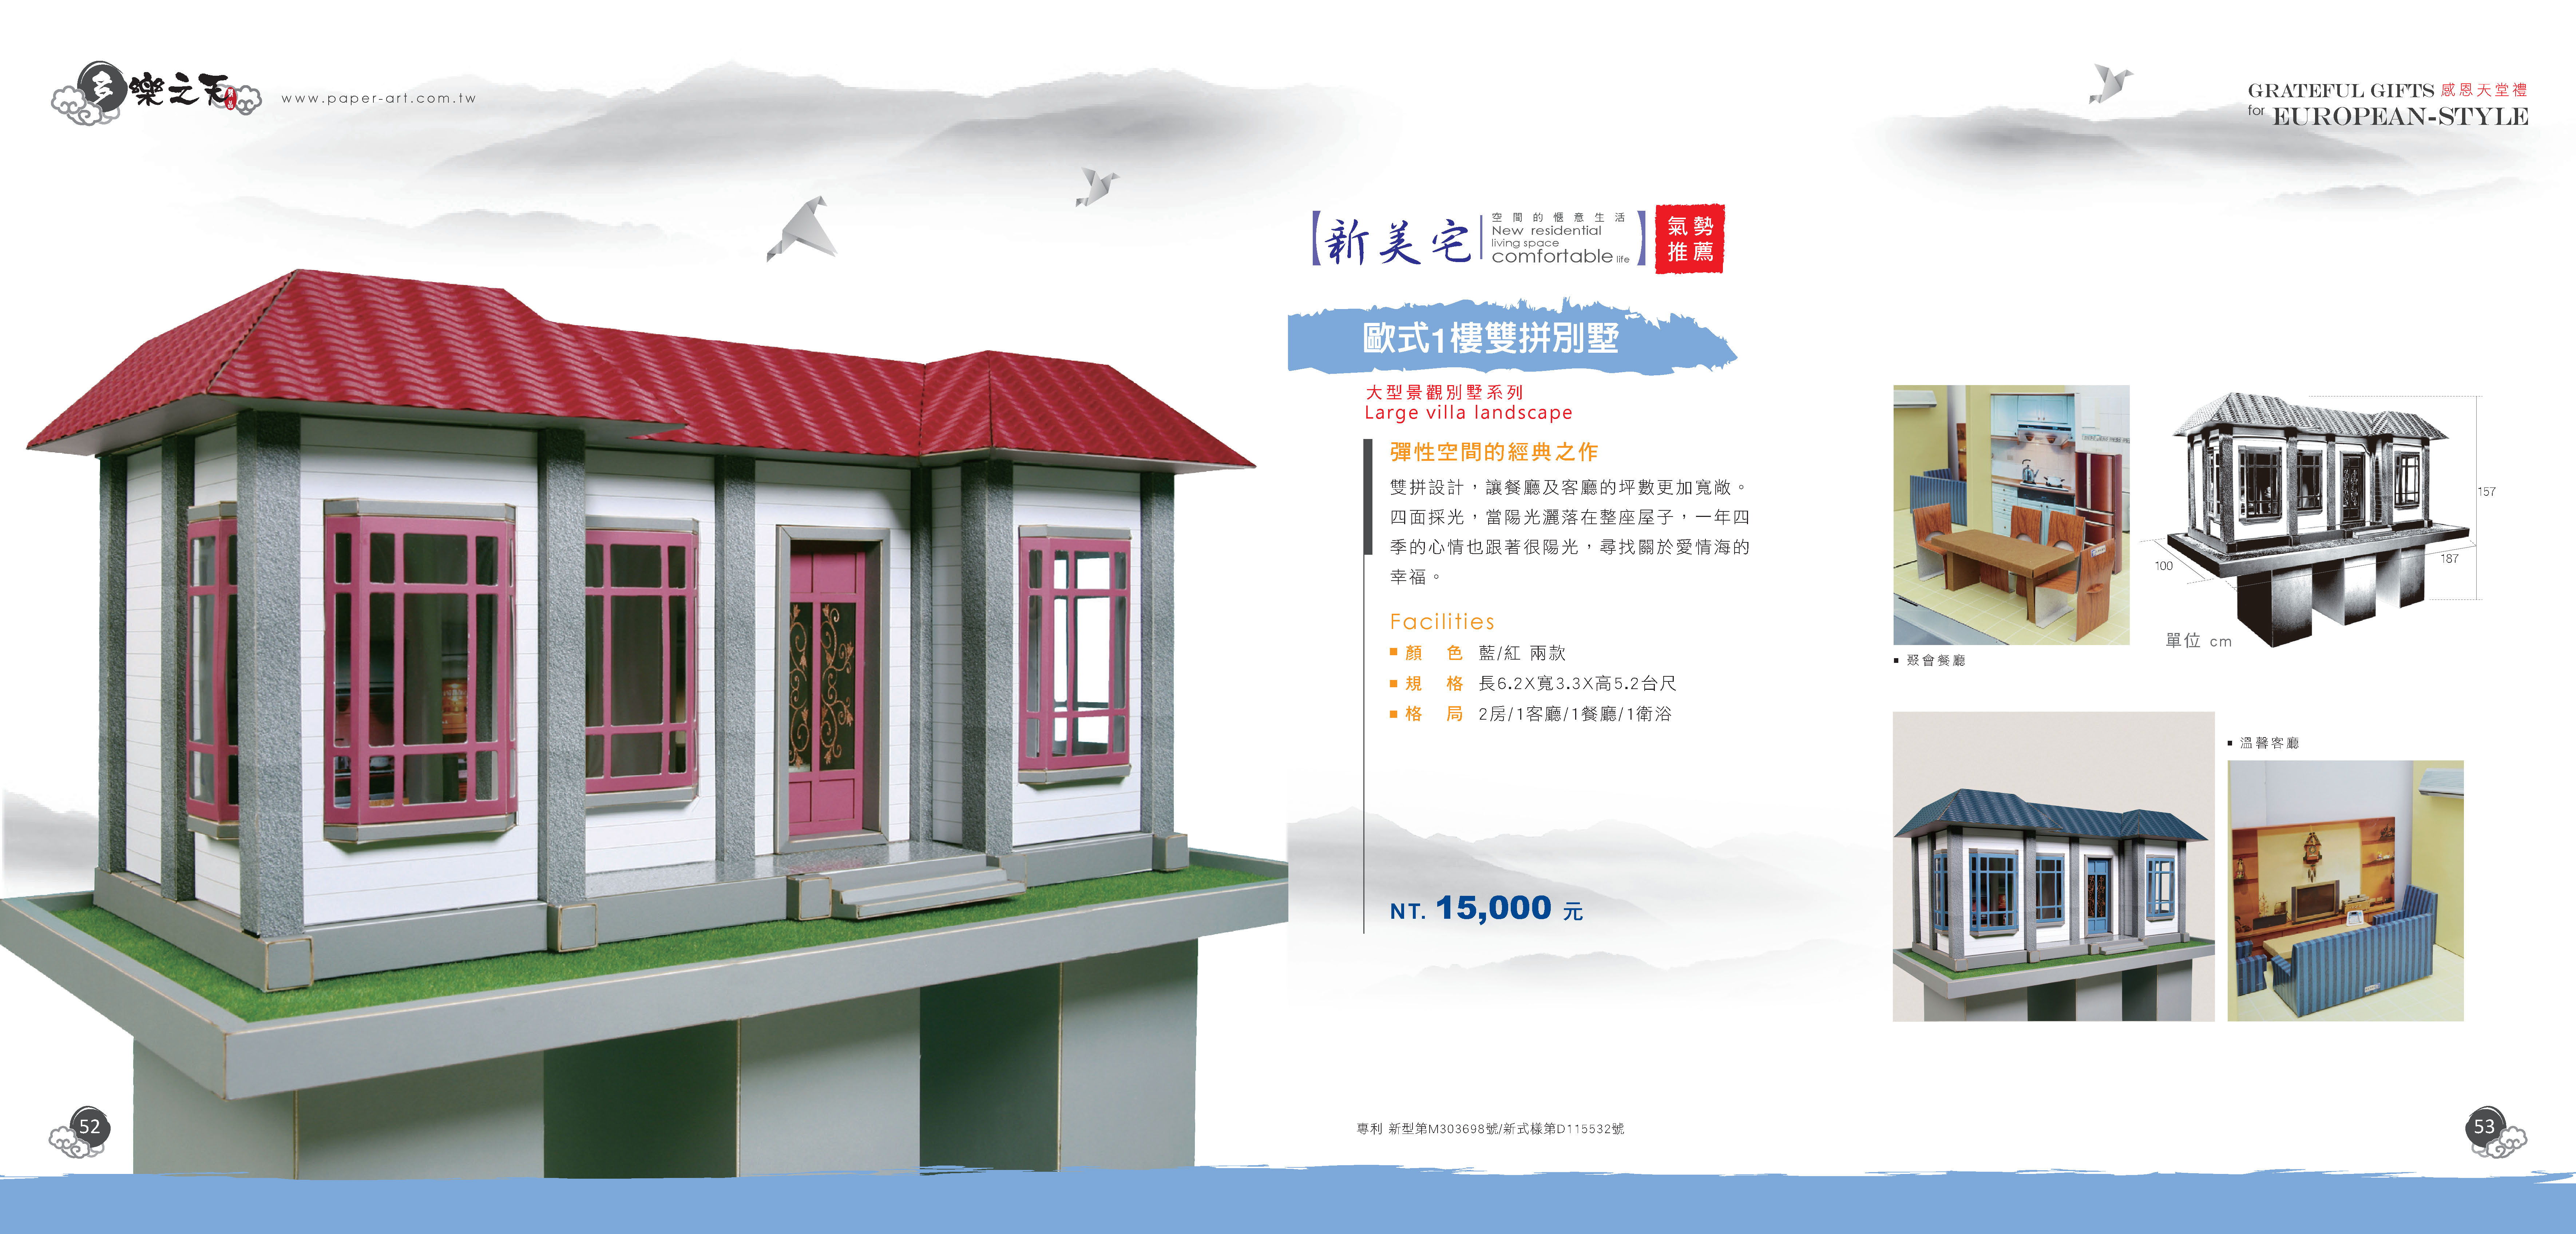 多樂之天
www.paper-art.com.tw
GRATEFUL GIFTS 感恩天堂禮
for EUROPEAN-STYLE
【新美宅
空間的愜意生活
New residential
living space
comfortable life】
氣勢
推薦
歐式1樓雙拼別墅
大型景觀別墅系列
Large villa landscape
彈性空間的經典之作
雙拼設計，讓餐廳及客廳的坪數更加寬敞。
四面採光，當陽光灑落在整座屋子，一年四
季的心情也跟著很陽光，尋找關於愛情海的
幸福。
Facilities
■ 顏 色 藍/紅 兩款
■ 規 格 長6.2X寬3.3X高5.2台尺
■ 格 局 2房/1客廳/1餐廳/1衛浴
NT. 15,000 元
▪ 聚會餐廳
157
187
100
單位 cm
▪ 溫馨客廳
專利 新型第M303698號/新式樣第D115532號
52
53